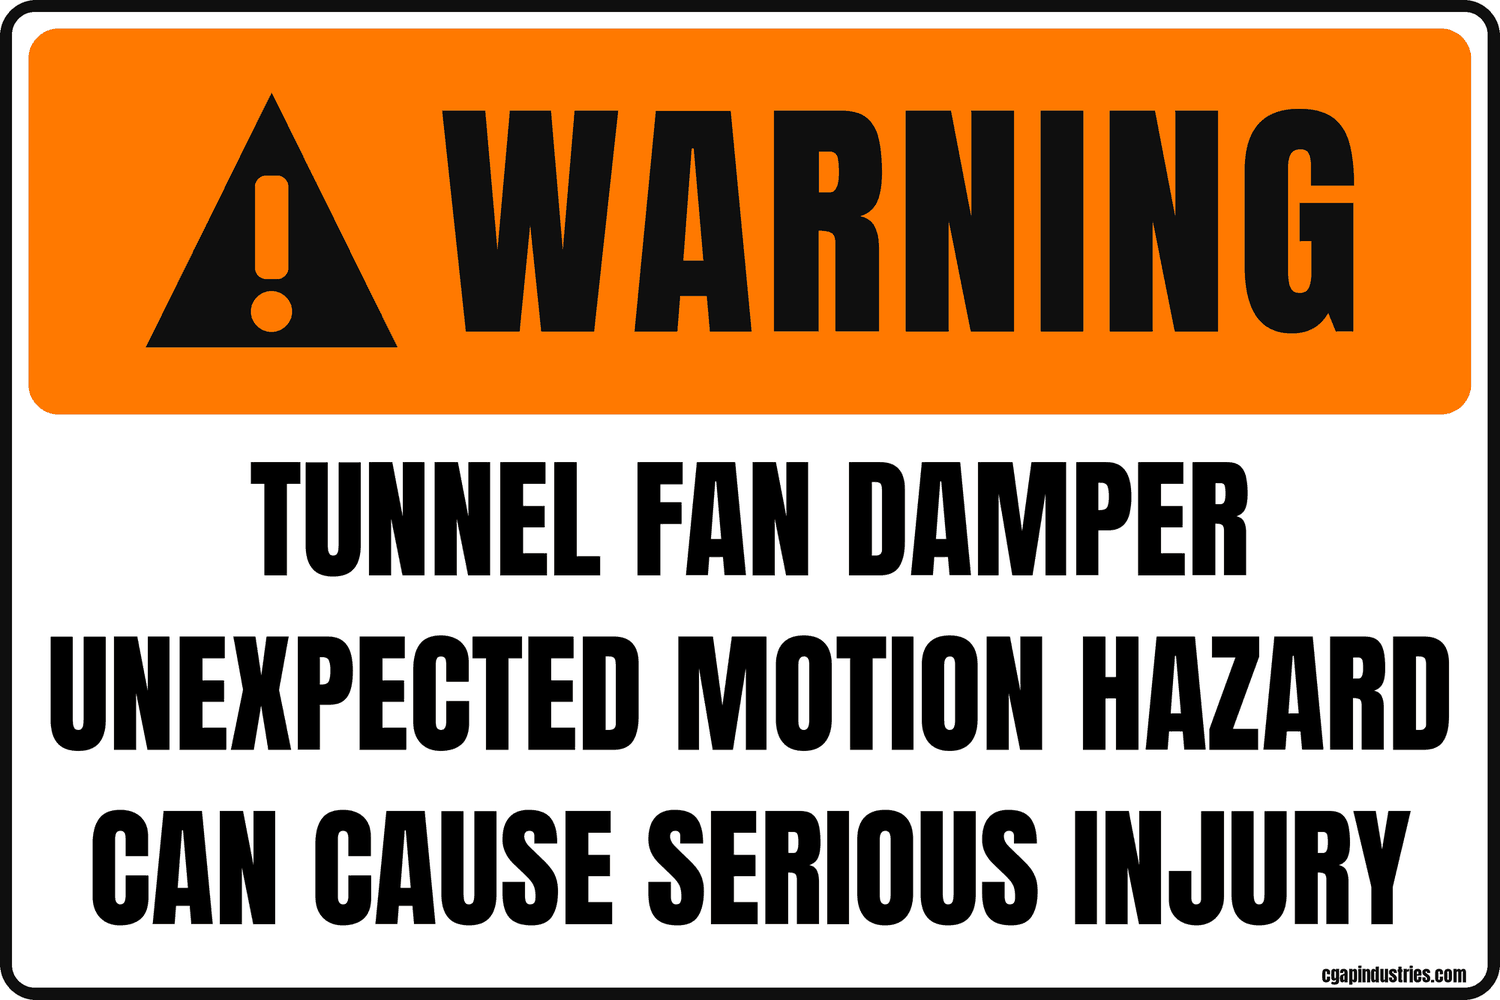 WARNING
TUNNEL FAN DAMPER
UNEXPECTED MOTION HAZARD
CAN CAUSE SERIOUS INJURY
cgapindustries.com